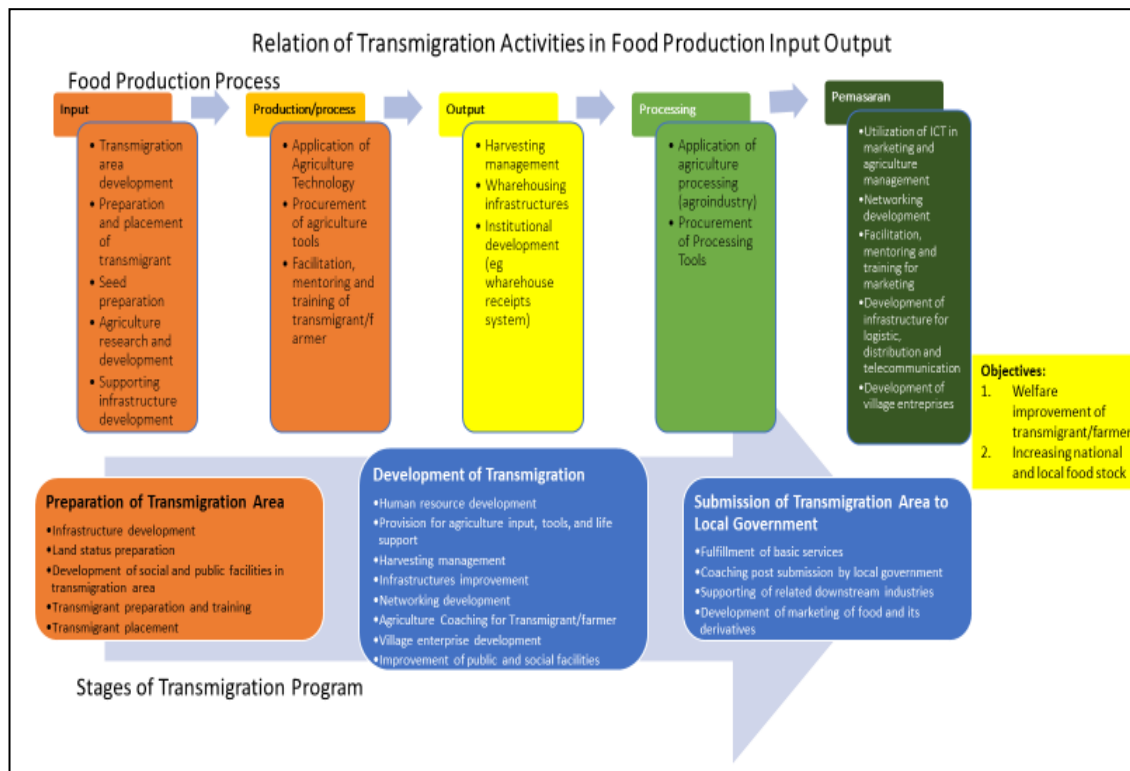 Relation of Transmigration Activities in Food Production Input Output
Food Production Process
Input
• Transmigration
area
development
• Preparation
and placement
of
transmigrant
• Seed
preparation
• Agriculture
research and
development
• Supporting
infrastructure
development
Production/process
• Application of
Agriculture
Technology
• Procurement
of agriculture
tools
• Facilitation,
mentoring and
training of
transmigrant/f
armer
Output
• Harvesting
management
• Wharehousing
infrastructures
• Institutional
development
(eg
wharehouse
receipts
system)
Processing
• Application of
agriculture
processing
(agroindustry)
• Procurement
of Processing
Tools
Pemasaran
•Utilization of ICT in
marketing and
agriculture
management
•Networking
development
•Facilitation,
mentoring and
training for
marketing
•Development of
infrastructure for
logistic,
distribution and
telecommunication
•Development of
village entreprises
Objectives:
1. Welfare
improvement of
transmigrant/farmer
2. Increasing national
and local food stock
Preparation of Transmigration Area
•Infrastructure development
•Land status preparation
•Development of social and public facilities in
transmigration area
•Transmigrant preparation and training
•Transmigrant placement
Development of Transmigration
•Human resource development
•Provision for agriculture input, tools, and life
support
•Harvesting management
•Infrastructures improvement
•Networking development
•Agriculture Coaching for Transmigrant/farmer
•Village enterprise development
•Improvement of public and social facilities
Submission of Transmigration Area to
Local Government
•Fulfillment of basic services
•Coaching post submission by local government
•Supporting of related downstream industries
•Development of marketing of food and its
derivatives
Stages of Transmigration Program